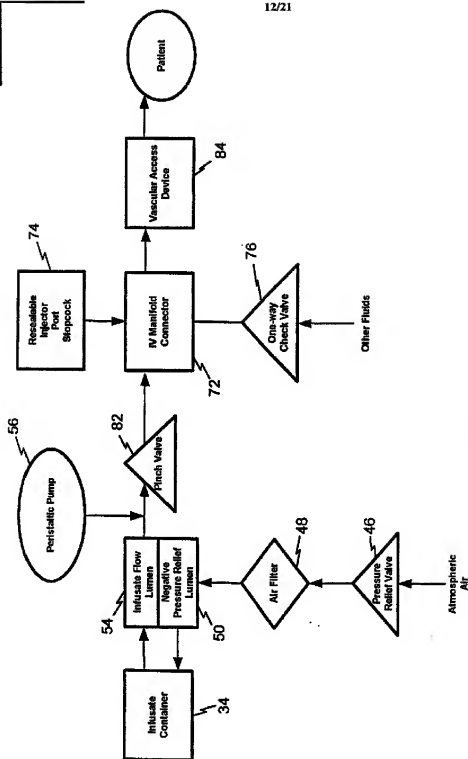 12/21
Patient
Vascular Access
Device
84
74
Resealable
Injector
Port
Stopcock
IV Manifold
Connector
72
76
One-way
Check Valve
Other Fluids
56
Peristaltic Pump
82
Pinch Valve
54
Infusate Flow
Lumen
Negative
Pressure Relief
Lumen
50
48
Air Filter
46
Pressure
Relief Valve
Atmospheric
Air
Infusate
Container
34